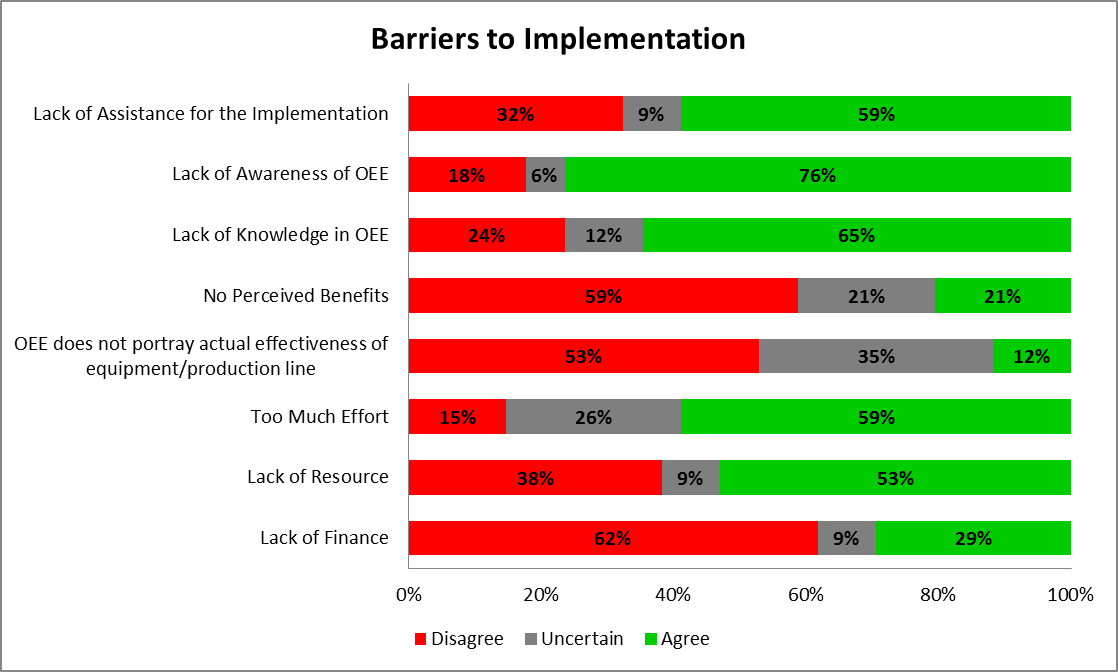 Barriers to Implementation
Lack of Assistance for the Implementation
32% 9% 59%
Lack of Awareness of OEE
18% 6% 76%
Lack of Knowledge in OEE
24% 12% 65%
No Perceived Benefits
59% 21% 21%
OEE does not portray actual effectiveness of
equipment/production line
53% 35% 12%
Too Much Effort
15% 26% 59%
Lack of Resource
38% 9% 53%
Lack of Finance
62% 9% 29%
0% 20% 40% 60% 80% 100%
Disagree Uncertain Agree